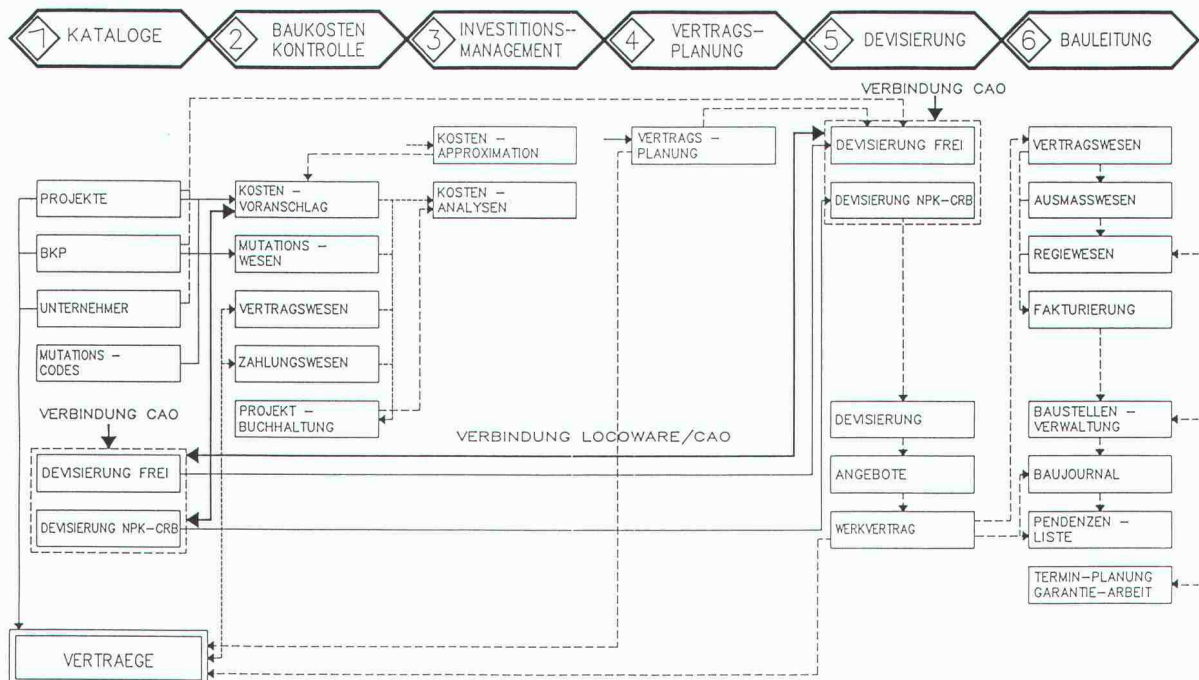 1 KATALOGE
2 BAUKOSTEN
KONTROLLE
3 INVESTITIONS-
MANAGEMENT
4 VERTRAGS-
PLANUNG
5 DEVISIERUNG
6 BAULEITUNG
PROJEKTE
BKP
UNTERNEHMER
MUTATIONS -
CODES
VERBINDUNG CAO
DEVISIERUNG FREI
DEVISIERUNG NPK-CRB
VERTRAEGE
KOSTEN -
VORANSCHLAG
MUTATIONS -
WESEN
VERTRAGSWESEN
ZAHLUNGSWESEN
PROJEKT -
BUCHHALTUNG
KOSTEN -
APPROXIMATION
KOSTEN -
ANALYSEN
VERBINDUNG LOCOWARE/CAO
VERTRAGS -
PLANUNG
VERBINDUNG CAO
DEVISIERUNG FREI
DEVISIERUNG NPK-CRB
DEVISIERUNG
ANGEBOTE
WERKVERTRAG
VERTRAGSWESEN
AUSMASSWESEN
REGIEWESEN
FAKTURIERUNG
BAUSTELLEN -
VERWALTUNG
BAUJOURNAL
PENDENZEN -
LISTE
TERMIN-PLANUNG
GARANTIE-ARBEIT